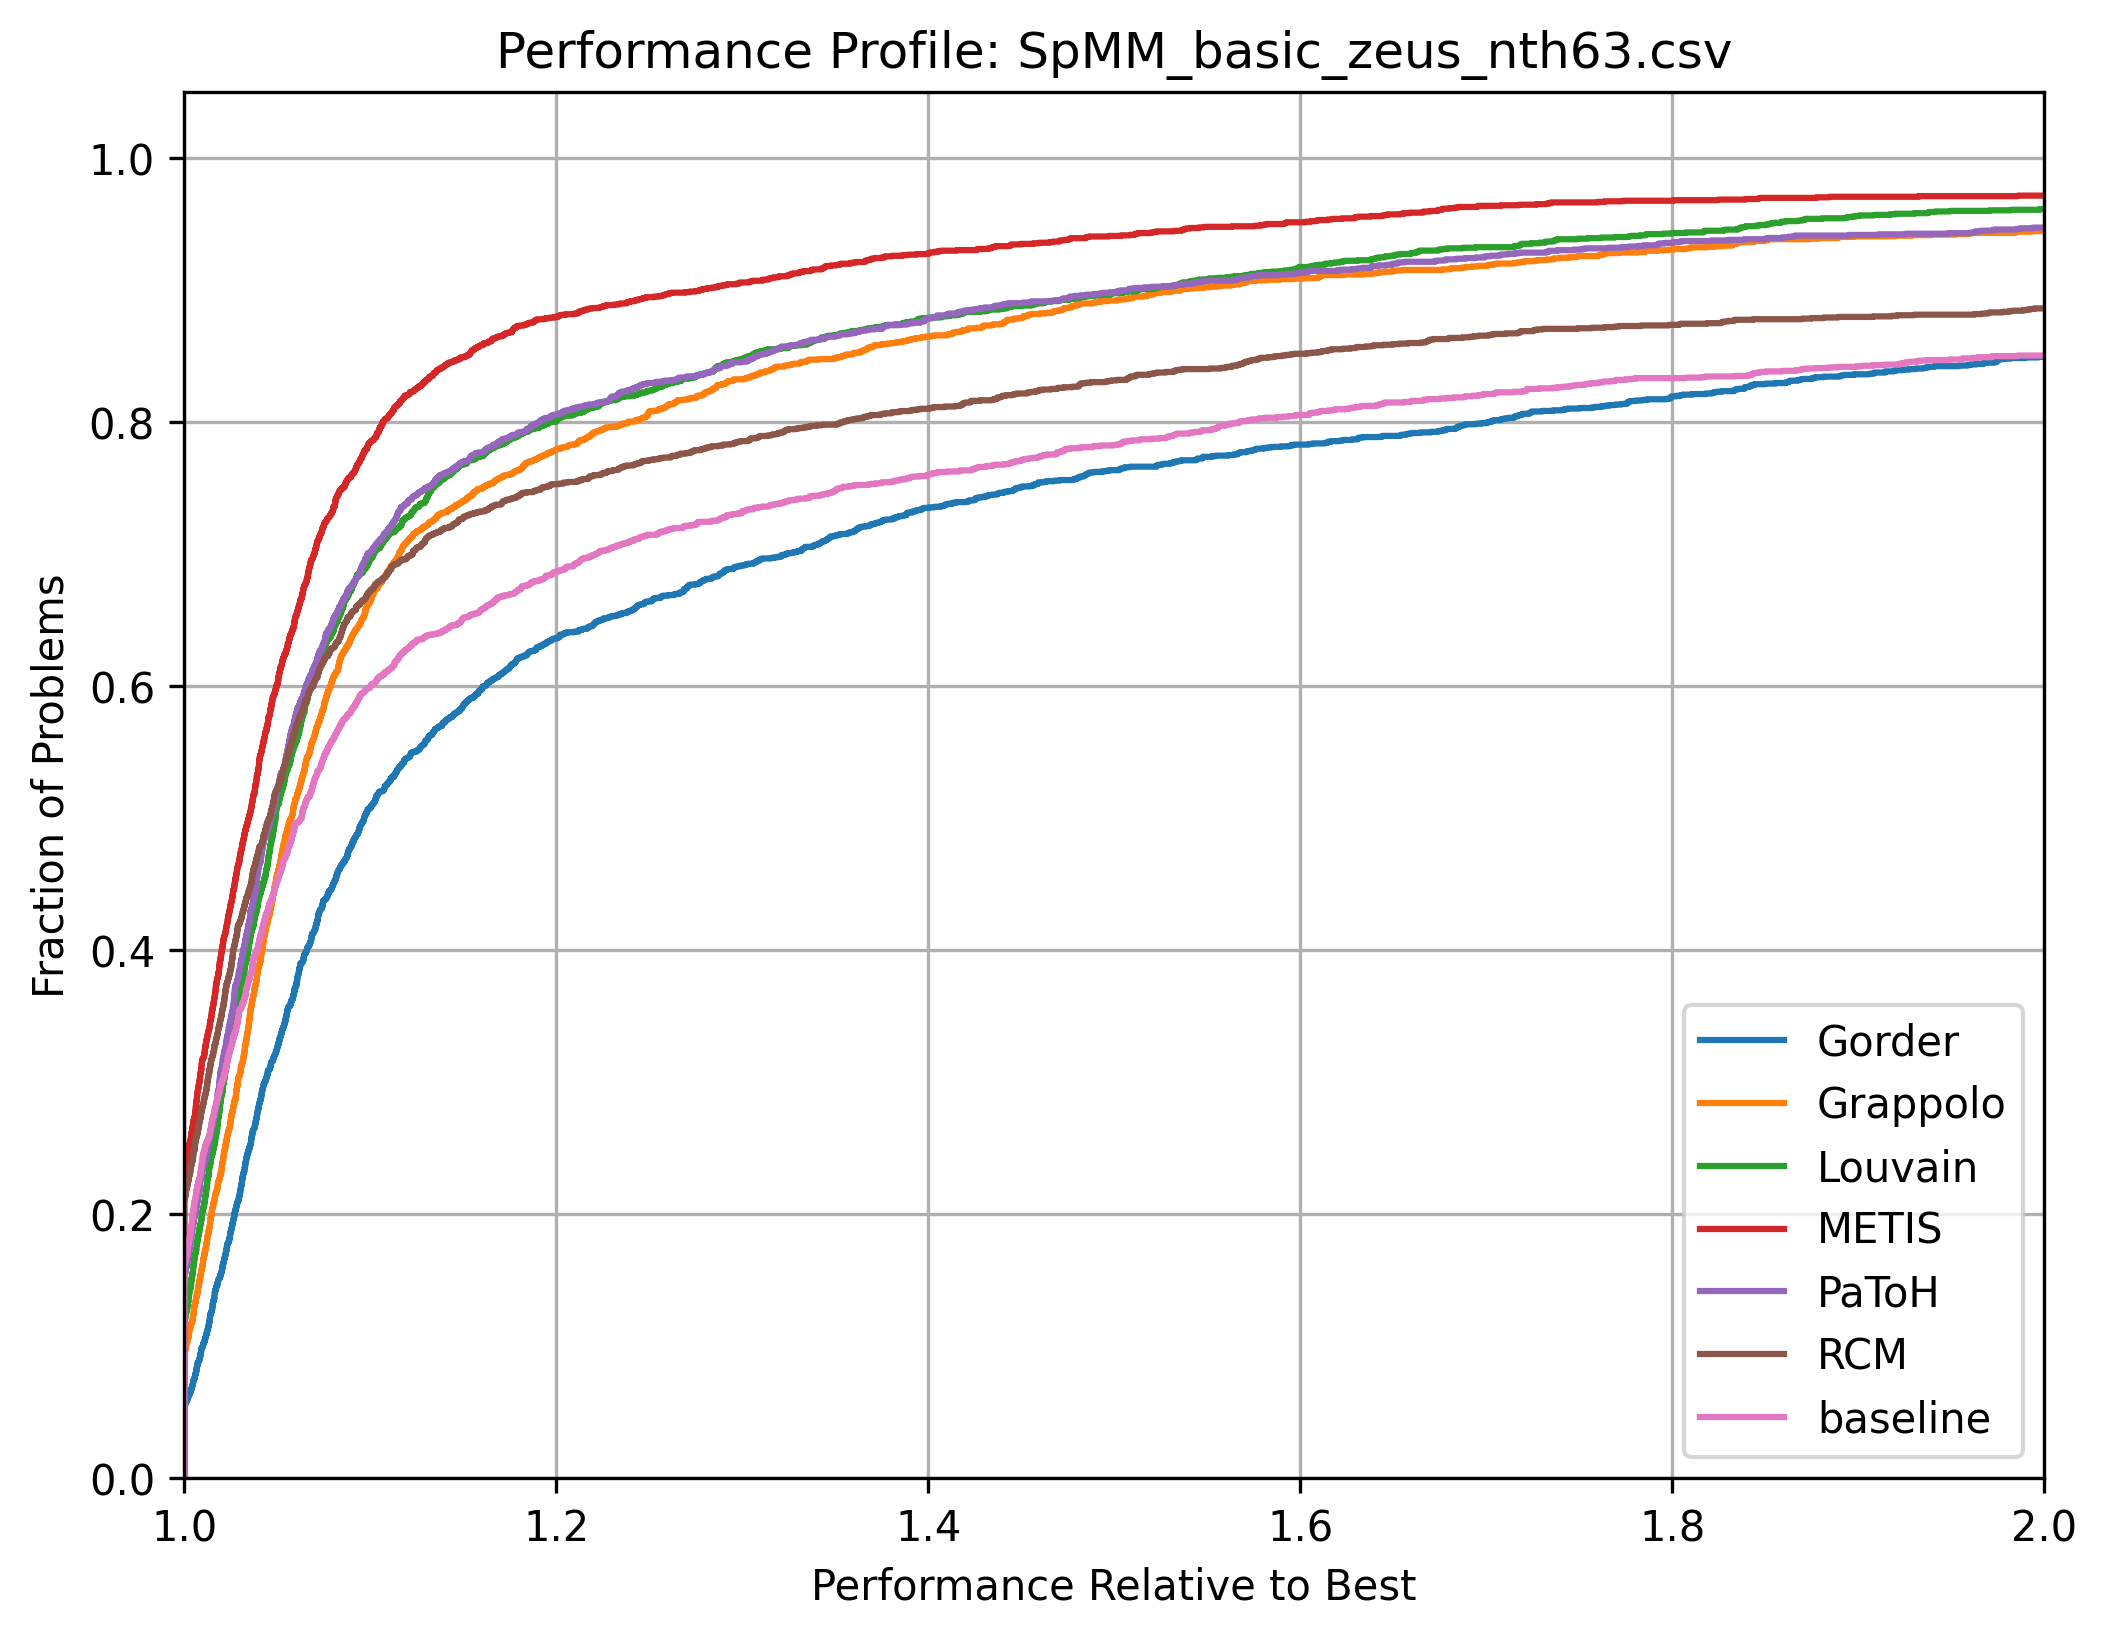 Performance Profile: SpMM_basic_zeus_nth63.csv
Fraction of Problems
1.0
0.8
0.6
0.4
0.2
0.0
1.0 1.2 1.4 1.6 1.8 2.0
Performance Relative to Best
Gorder
Grappolo
Louvain
METIS
PaToH
RCM
baseline